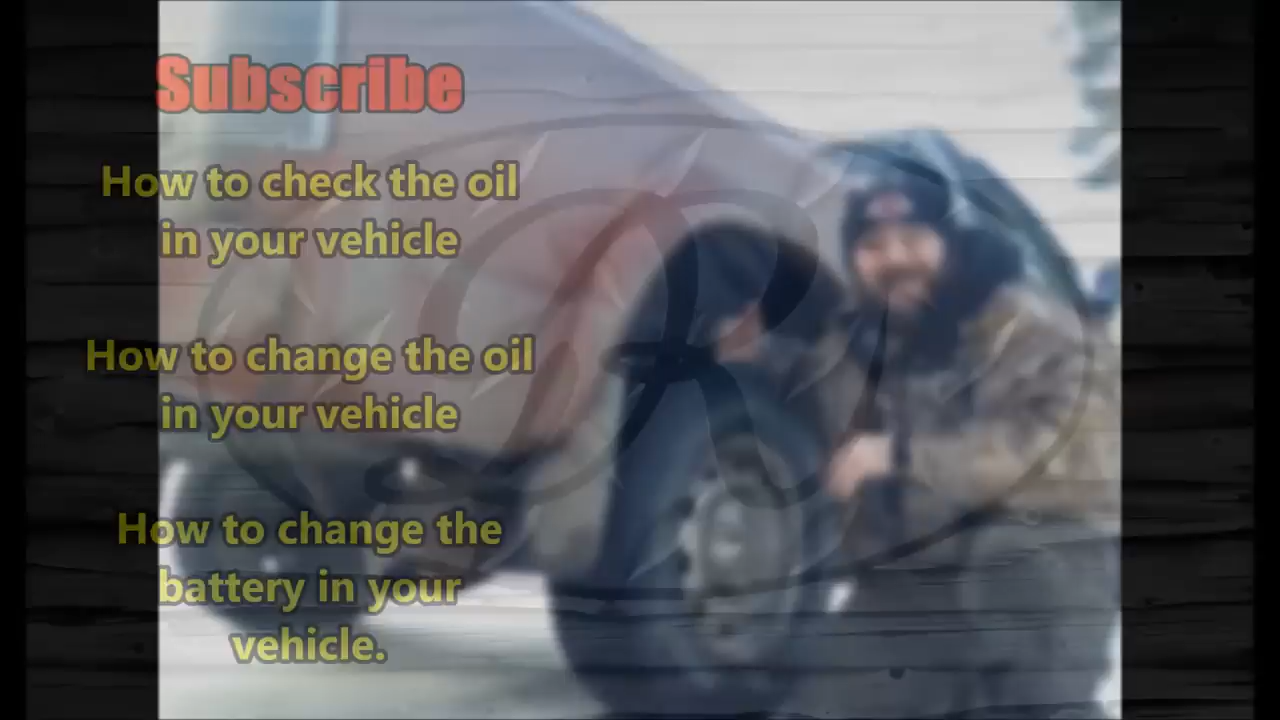 Subscribe
How to check the oil
in your vehicle
How to change the oil
in your vehicle
How to change the
battery in your
vehicle.
R